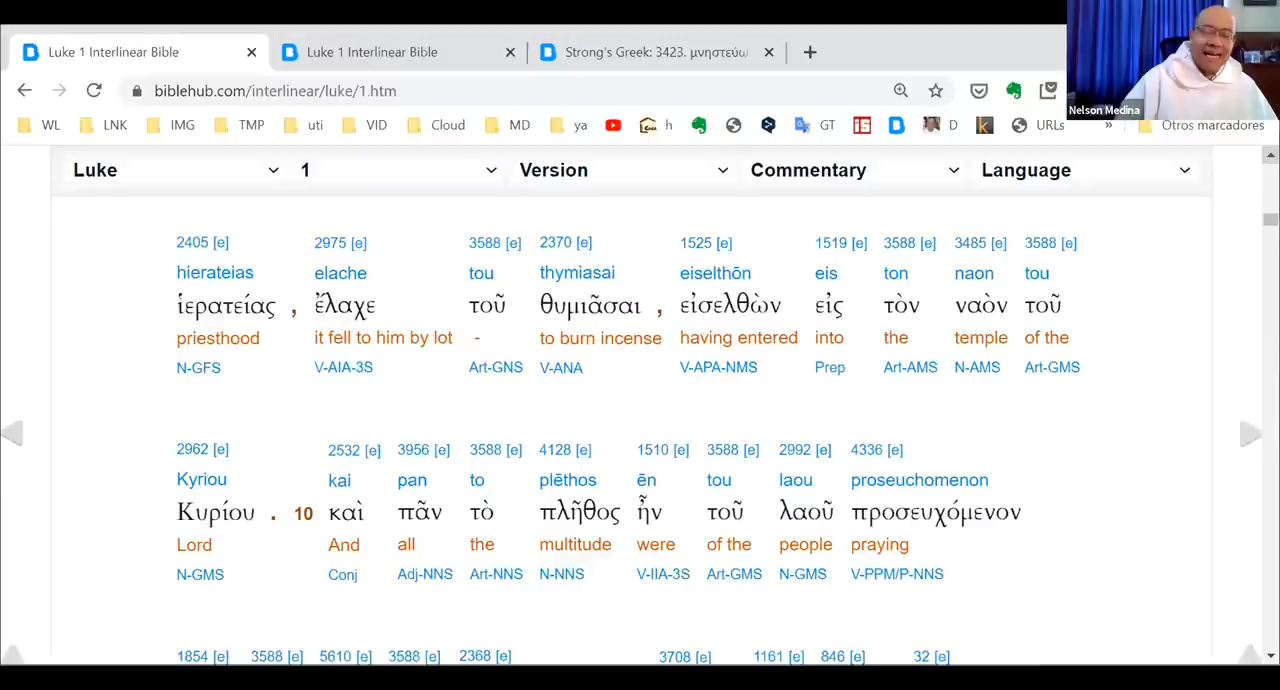 Luke 1 Interlinear Bible Luke 1 Interlinear Bible Strong's Greek: 3423. μνηστεύω
biblehub.com/interlinear/luke/1.htm
Nelson Medina
WL LNK IMG TMP uti VID Cloud MD ya h GT D k URLs » Otros marcadores
Luke 1 Version Commentary Language
2405 [e] 2975 [e] 3588 [e] 2370 [e] 1525 [e] 1519 [e] 3588 [e] 3485 [e] 3588 [e]
hierateias elache tou thymiasai eiselthōn eis ton naon tou
ἱερατείας , ἔλαχε τοῦ θυμιᾶσαι , εἰσελθὼν εἰς τὸν ναὸν τοῦ
priesthood it fell to him by lot - to burn incense having entered into the temple of the
N-GFS V-AIA-3S Art-GNS V-ANA V-APA-NMS Prep Art-AMS N-AMS Art-GMS
2962 [e] 2532 [e] 3956 [e] 3588 [e] 4128 [e] 1510 [e] 3588 [e] 2992 [e] 4336 [e]
Kyriou kai pan to plēthos ēn tou laou proseuchomenon
Κυρίου . 10 καὶ πᾶν τὸ πλῆθος ἦν τοῦ λαοῦ προσευχόμενον
Lord And all the multitude were of the people praying
N-GMS Conj Adj-NNS Art-NNS N-NNS V-IIA-3S Art-GMS N-GMS V-PPM/P-NNS
1854 [e] 3588 [e] 5610 [e] 3588 [e] 2368 [e] 3708 [e] 1161 [e] 846 [e] 32 [e]